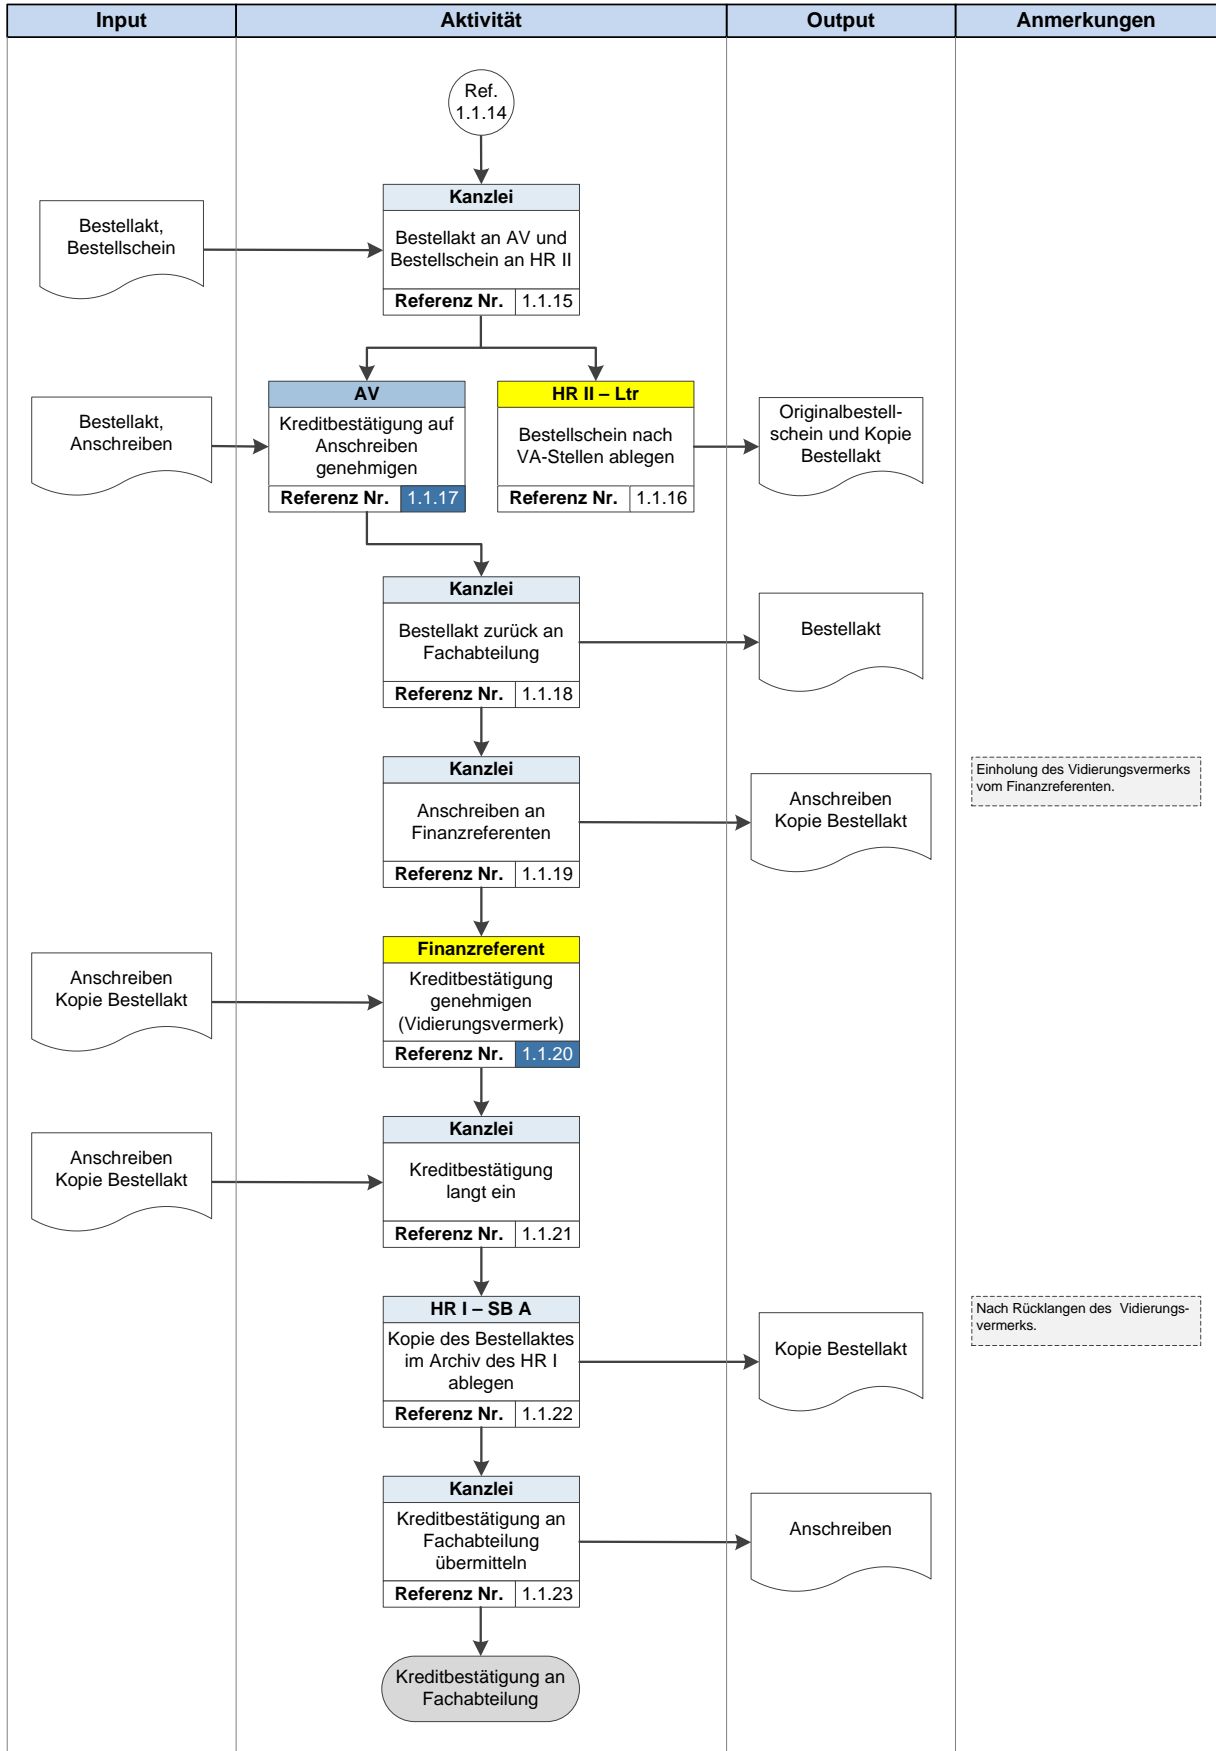 Input
Aktivität
Output
Anmerkungen
Ref.
1.1.14
Kanzlei
Bestellakt,
Bestellschein
Bestellakt an AV und
Bestellschein an HR II
Referenz Nr. 1.1.15
AV
HR II – Ltr
Bestellakt,
Anschreiben
Kreditbestätigung auf
Anschreiben
genehmigen
Bestellschein nach
VA-Stellen ablegen
Originalbestell-
schein und Kopie
Bestellakt
Referenz Nr. 1.1.17
Referenz Nr. 1.1.16
Kanzlei
Bestellakt zurück an
Fachabteilung
Bestellakt
Referenz Nr. 1.1.18
Kanzlei
Anschreiben an
Finanzreferenten
Anschreiben
Kopie Bestellakt
Einholung des Vidierungsvermerks
vom Finanzreferenten.
Referenz Nr. 1.1.19
Finanzreferent
Anschreiben
Kopie Bestellakt
Kreditbestätigung
genehmigen
(Vidierungsvermerk)
Referenz Nr. 1.1.20
Kanzlei
Anschreiben
Kopie Bestellakt
Kreditbestätigung
langt ein
Referenz Nr. 1.1.21
HR I – SB A
Kopie des Bestellaktes
im Archiv des HR I
ablegen
Kopie Bestellakt
Nach Rücklangen des Vidierungs-
vermerks.
Referenz Nr. 1.1.22
Kanzlei
Kreditbestätigung an
Fachabteilung
übermitteln
Anschreiben
Referenz Nr. 1.1.23
Kreditbestätigung an
Fachabteilung